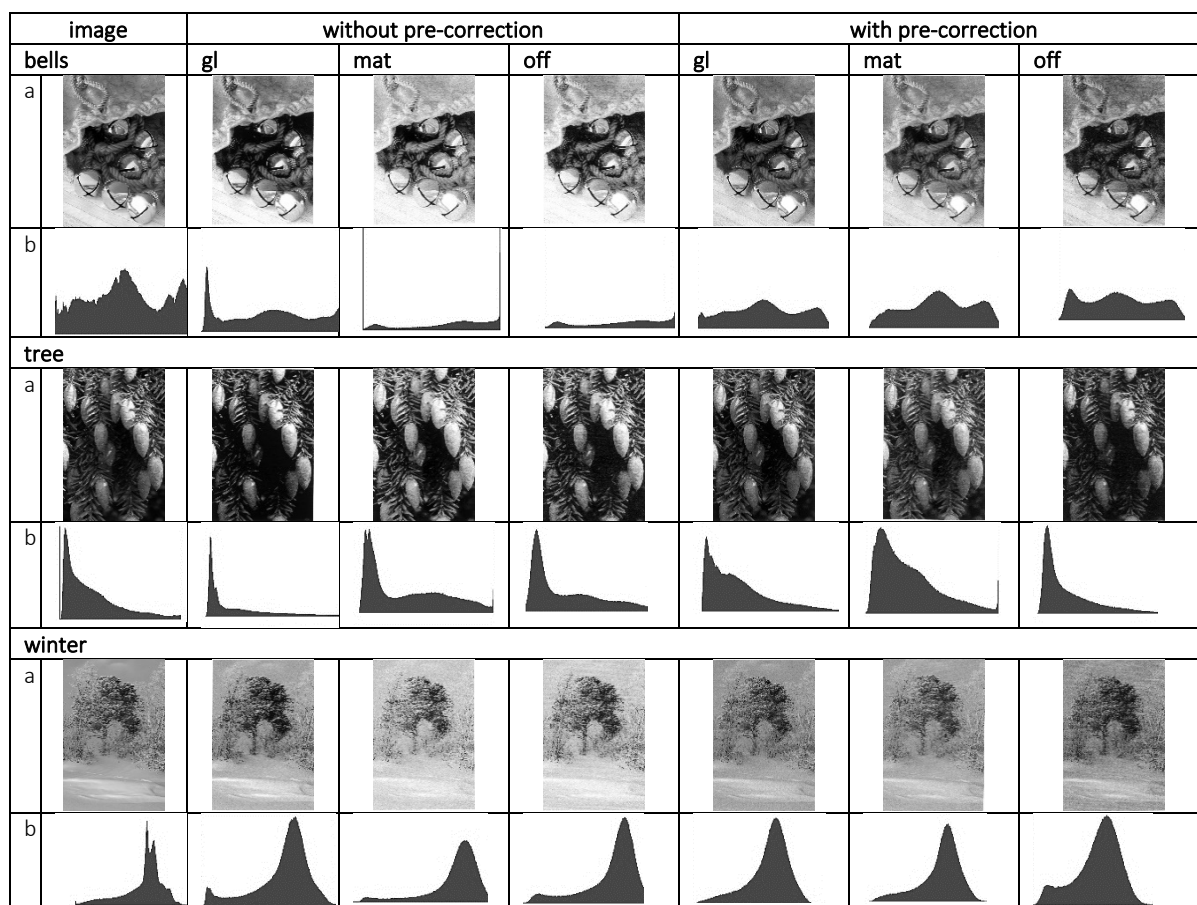 image without pre-correction with pre-correction
bells gl mat off gl mat off
a
b
tree
a
b
winter
a
b